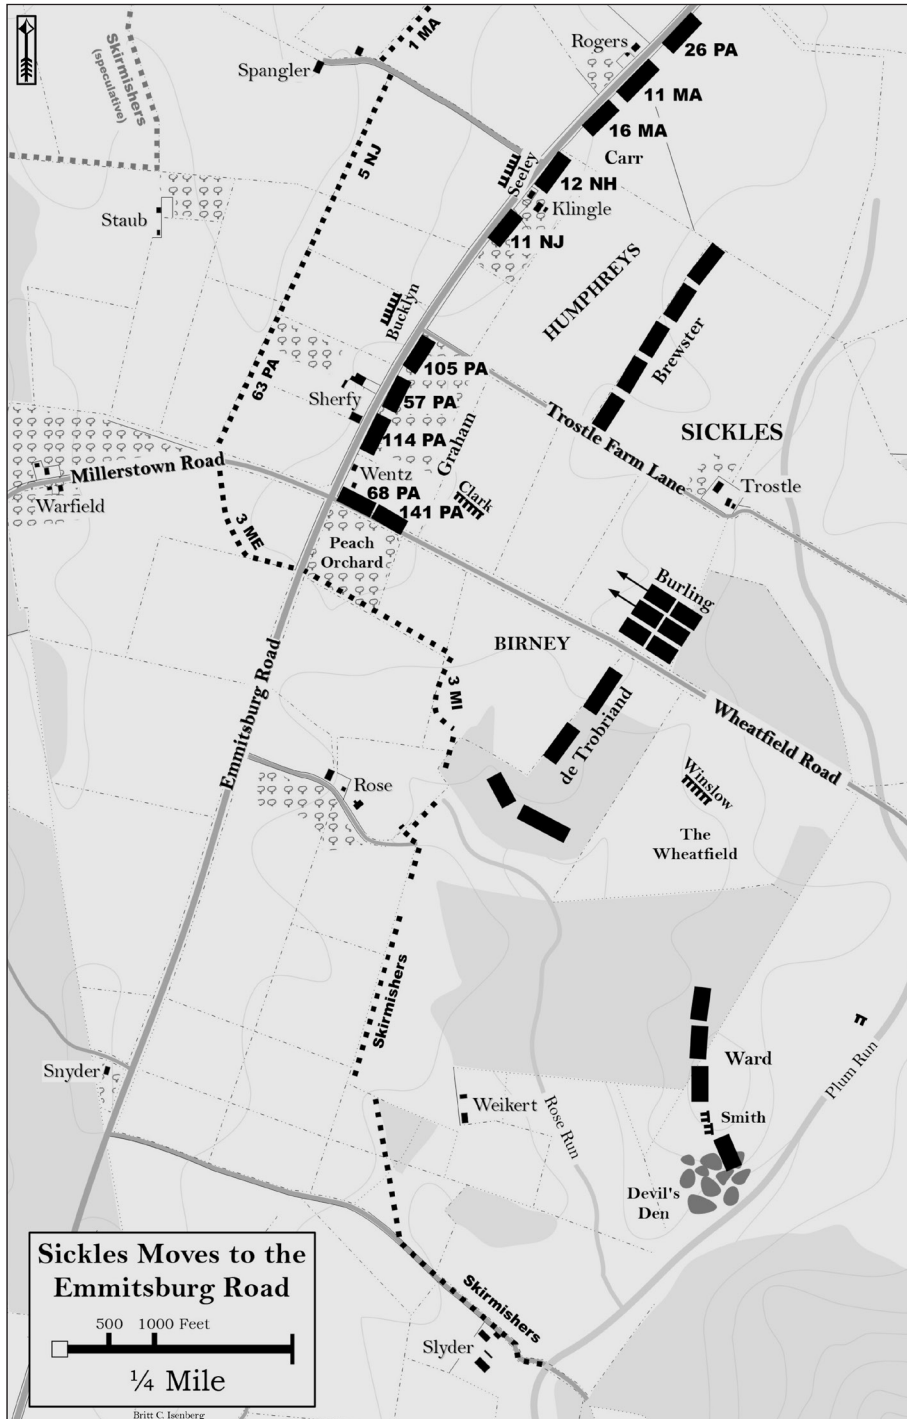 1 MA
Rogers
26 PA
Skirmishers
(speculative)
Spangler
11 MA
16 MA
Carr
5 NJ
Seeley
12 NH
Staub
Klingle
11 NJ
HUMPHREYS
Bucklyn
Brewster
105 PA
63 PA
Sherfy
57 PA
114 PA
Graham
Trostle Farm Lane
SICKLES
Millerstown Road
Wentz
Clark
Trostle
Warfield
68 PA
141 PA
3 ME
Peach
Orchard
Burling
BIRNEY
Emmitsburg Road
3 MI
de Trobriand
Wheatfield Road
Rose
Winslow
The
Wheatfield
Skirmishers
Ward
Plum Run
Snyder
Weikert
Rose Run
Smith
Devil's
Den
Sickles Moves to the
Emmitsburg Road
500 1000 Feet
¼ Mile
Skirmishers
Slyder
Britt C. Isenberg